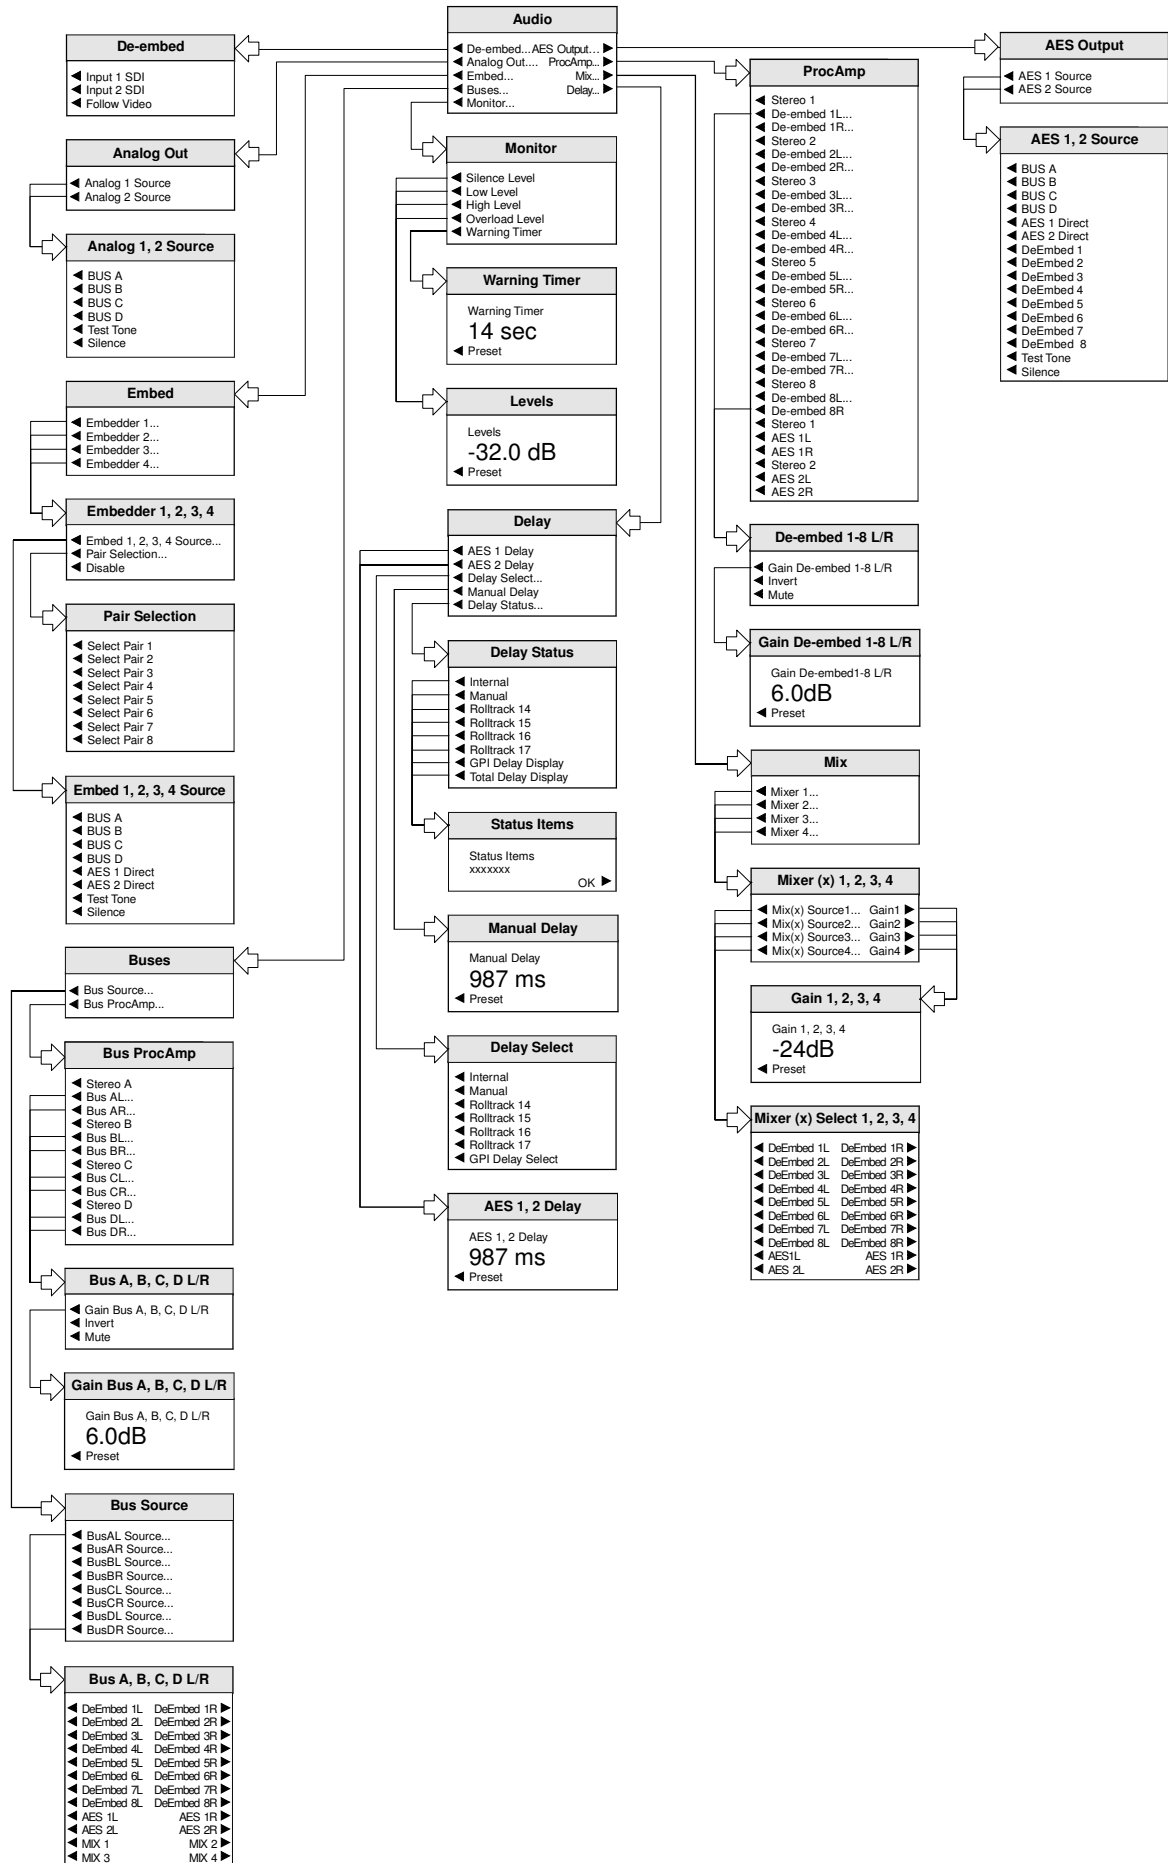 Audio
De-embed...AES Output...
Analog Out.... ProcAmp...
Embed... Mix...
Buses... Delay...
Monitor...
De-embed
Input 1 SDI
Input 2 SDI
Follow Video
Analog Out
Analog 1 Source
Analog 2 Source
Analog 1, 2 Source
BUS A
BUS B
BUS C
BUS D
Test Tone
Silence
Embed
Embedder 1...
Embedder 2...
Embedder 3...
Embedder 4...
Embedder 1, 2, 3, 4
Embed 1, 2, 3, 4 Source...
Pair Selection...
Disable
Pair Selection
Select Pair 1
Select Pair 2
Select Pair 3
Select Pair 4
Select Pair 5
Select Pair 6
Select Pair 7
Select Pair 8
Embed 1, 2, 3, 4 Source
BUS A
BUS B
BUS C
BUS D
AES 1 Direct
AES 2 Direct
Test Tone
Silence
Buses
Bus Source...
Bus ProcAmp...
Bus ProcAmp
Stereo A
Bus AL...
Bus AR...
Stereo B
Bus BL...
Bus BR...
Stereo C
Bus CL...
Bus CR...
Stereo D
Bus DL...
Bus DR...
Bus A, B, C, D L/R
Gain Bus A, B, C, D L/R
Invert
Mute
Gain Bus A, B, C, D L/R
Gain Bus A, B, C, D L/R
6.0dB
Preset
Bus Source
BusAL Source...
BusAR Source...
BusBL Source...
BusBR Source...
BusCL Source...
BusCR Source...
BusDL Source...
BusDR Source...
Bus A, B, C, D L/R
DeEmbed 1L DeEmbed 1R
DeEmbed 2L DeEmbed 2R
DeEmbed 3L DeEmbed 3R
DeEmbed 4L DeEmbed 4R
DeEmbed 5L DeEmbed 5R
DeEmbed 6L DeEmbed 6R
DeEmbed 7L DeEmbed 7R
DeEmbed 8L DeEmbed 8R
AES 1L AES 1R
AES 2L AES 2R
MIX 1 MIX 2
MIX 3 MIX 4
Monitor
Silence Level
Low Level
High Level
Overload Level
Warning Timer
Warning Timer
Warning Timer
14 sec
Preset
Levels
Levels
-32.0 dB
Preset
Delay
AES 1 Delay
AES 2 Delay
Delay Select...
Manual Delay
Delay Status...
Delay Status
Internal
Manual
Rolltrack 14
Rolltrack 15
Rolltrack 16
Rolltrack 17
GPI Delay Display
Total Delay Display
Status Items
Status Items
xxxxxxx
OK
Manual Delay
Manual Delay
987 ms
Preset
Delay Select
Internal
Manual
Rolltrack 14
Rolltrack 15
Rolltrack 16
Rolltrack 17
GPI Delay Select
AES 1, 2 Delay
AES 1, 2 Delay
987 ms
Preset
ProcAmp
Stereo 1
De-embed 1L...
De-embed 1R...
Stereo 2
De-embed 2L...
De-embed 2R...
Stereo 3
De-embed 3L...
De-embed 3R...
Stereo 4
De-embed 4L...
De-embed 4R...
Stereo 5
De-embed 5L...
De-embed 5R...
Stereo 6
De-embed 6L...
De-embed 6R...
Stereo 7
De-embed 7L...
De-embed 7R...
Stereo 8
De-embed 8L...
De-embed 8R
Stereo 1
AES 1L
AES 1R
Stereo 2
AES 2L
AES 2R
De-embed 1-8 L/R
Gain De-embed 1-8 L/R
Invert
Mute
Gain De-embed 1-8 L/R
Gain De-embed1-8 L/R
6.0dB
Preset
Mix
Mixer 1...
Mixer 2...
Mixer 3...
Mixer 4...
Mixer (x) 1, 2, 3, 4
Mix(x) Source1... Gain1
Mix(x) Source2... Gain2
Mix(x) Source3... Gain3
Mix(x) Source4... Gain4
Gain 1, 2, 3, 4
Gain 1, 2, 3, 4
-24dB
Preset
Mixer (x) Select 1, 2, 3, 4
DeEmbed 1L DeEmbed 1R
DeEmbed 2L DeEmbed 2R
DeEmbed 3L DeEmbed 3R
DeEmbed 4L DeEmbed 4R
DeEmbed 5L DeEmbed 5R
DeEmbed 6L DeEmbed 6R
DeEmbed 7L DeEmbed 7R
DeEmbed 8L DeEmbed 8R
AES1L AES 1R
AES 2L AES 2R
AES Output
AES 1 Source
AES 2 Source
AES 1, 2 Source
BUS A
BUS B
BUS C
BUS D
AES 1 Direct
AES 2 Direct
DeEmbed 1
DeEmbed 2
DeEmbed 3
DeEmbed 4
DeEmbed 5
DeEmbed 6
DeEmbed 7
DeEmbed 8
Test Tone
Silence